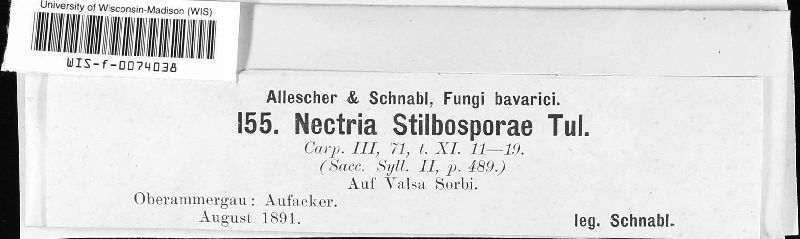 University of Wisconsin-Madison (WIS)
WIS-f-0074038
Allescher & Schnabl, Fungi bavarici.
155. Nectria Stilbosporae Tul.
Carp. III, 71, t. XI. 11—19.
(Sacc. Syll. II, p. 489.)
Auf Valsa Sorbi.
Oberammergau: Aufacker.
August 1891.
leg. Schnabl.